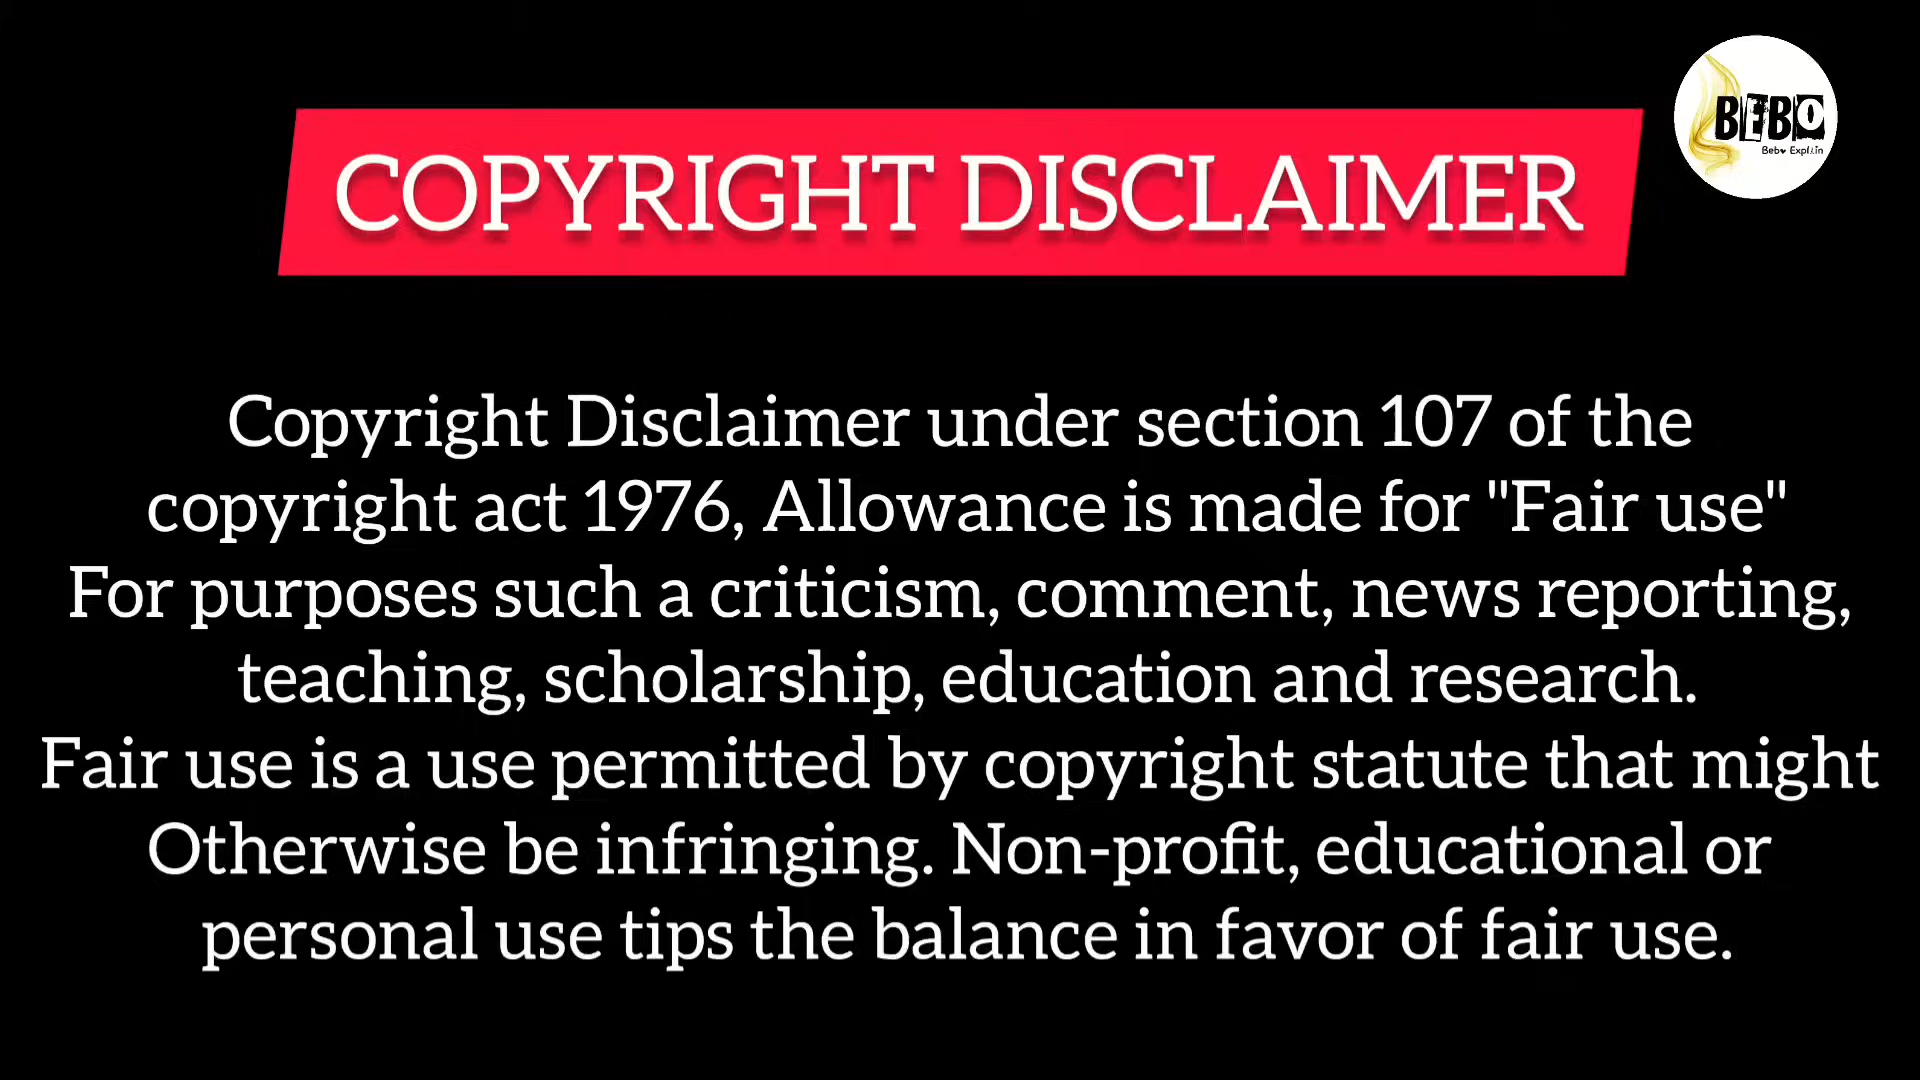 BEBO
Bebo Explain
COPYRIGHT DISCLAIMER
Copyright Disclaimer under section 107 of the
copyright act 1976, Allowance is made for "Fair use"
For purposes such a criticism, comment, news reporting,
teaching, scholarship, education and research.
Fair use is a use permitted by copyright statute that might
Otherwise be infringing. Non-profit, educational or
personal use tips the balance in favor of fair use.